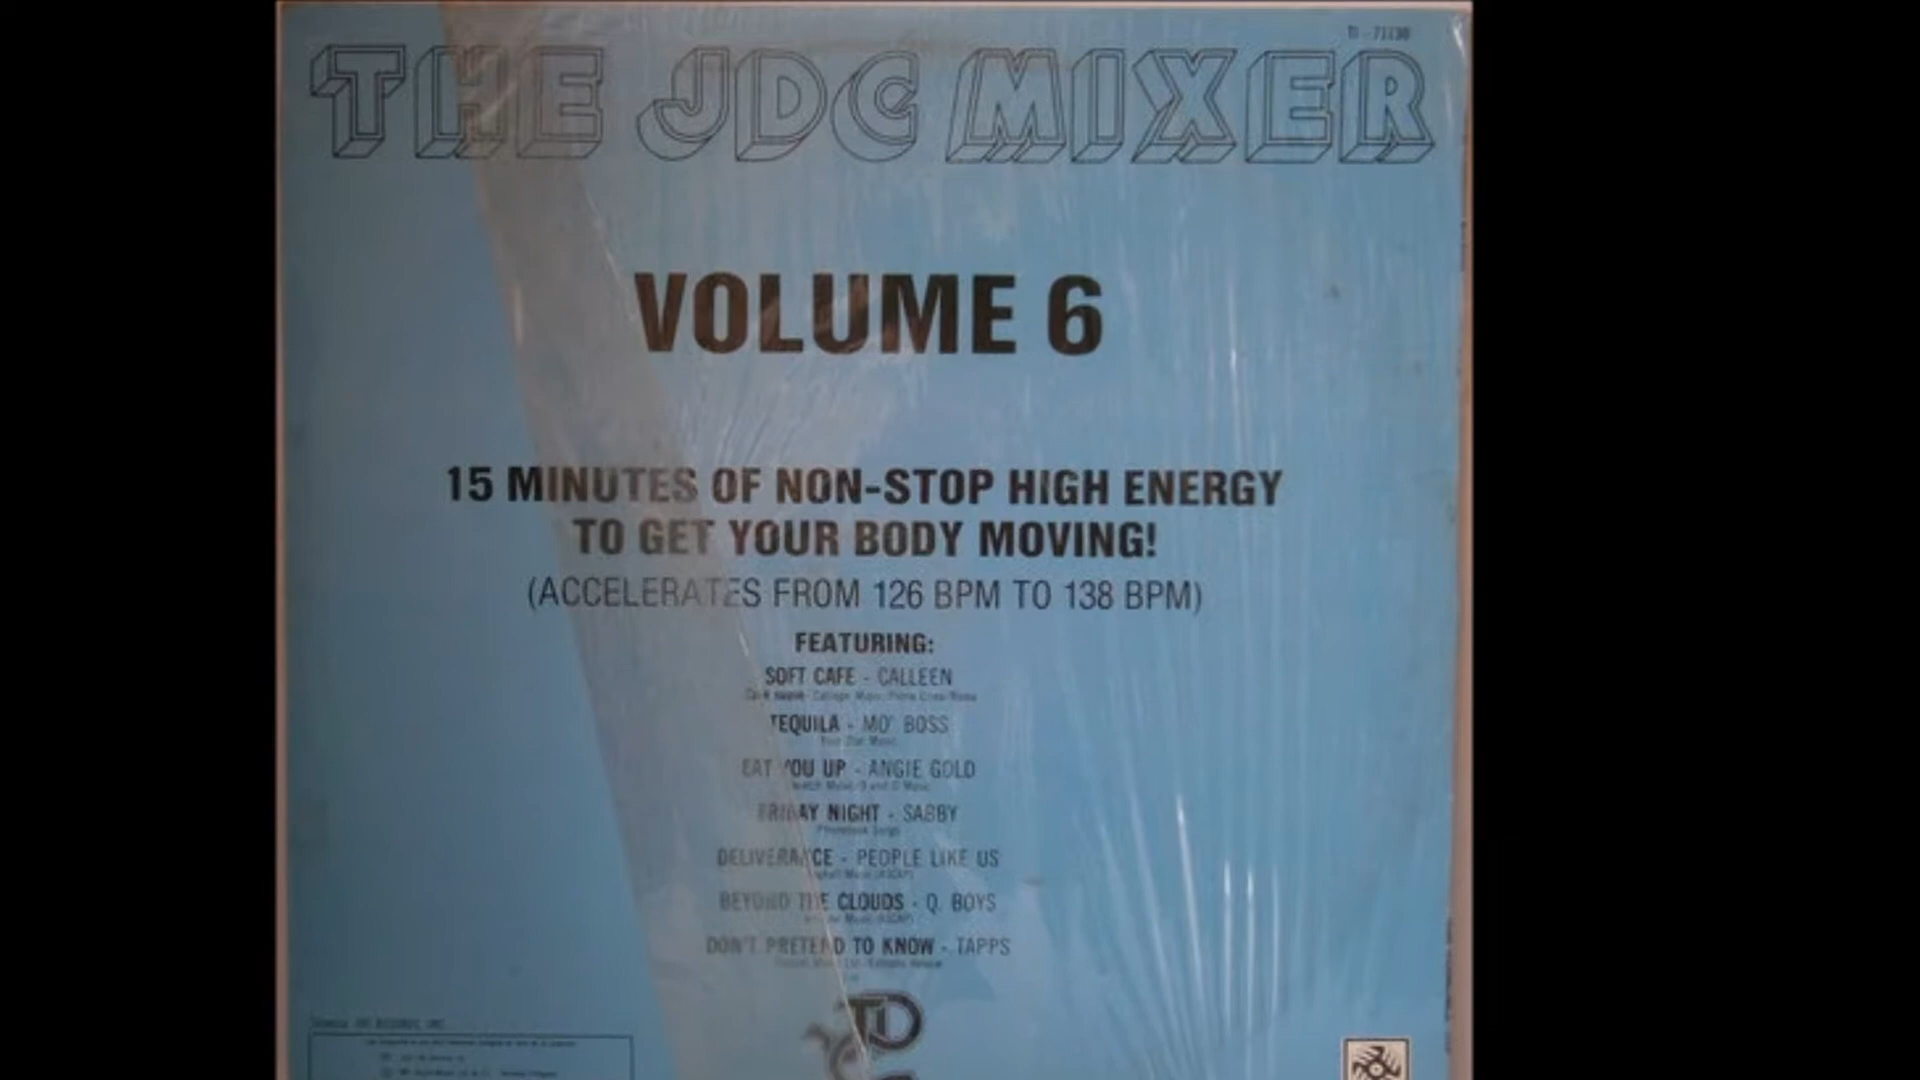 THE JDC MIXER
VOLUME 6
15 MINUTES OF NON-STOP HIGH ENERGY
TO GET YOUR BODY MOVING!
(ACCELERATES FROM 126 BPM TO 138 BPM)
FEATURING:
SOFT CAFE - CALLEEN
TEQUILA - MO' BOSS
EAT YOU UP - ANGIE GOLD
FRIDAY NIGHT - SABBY
DELIVERANCE - PEOPLE LIKE US
BEYOND THE CLOUDS - Q. BOYS
DON'T PRETEND TO KNOW - TAPPS